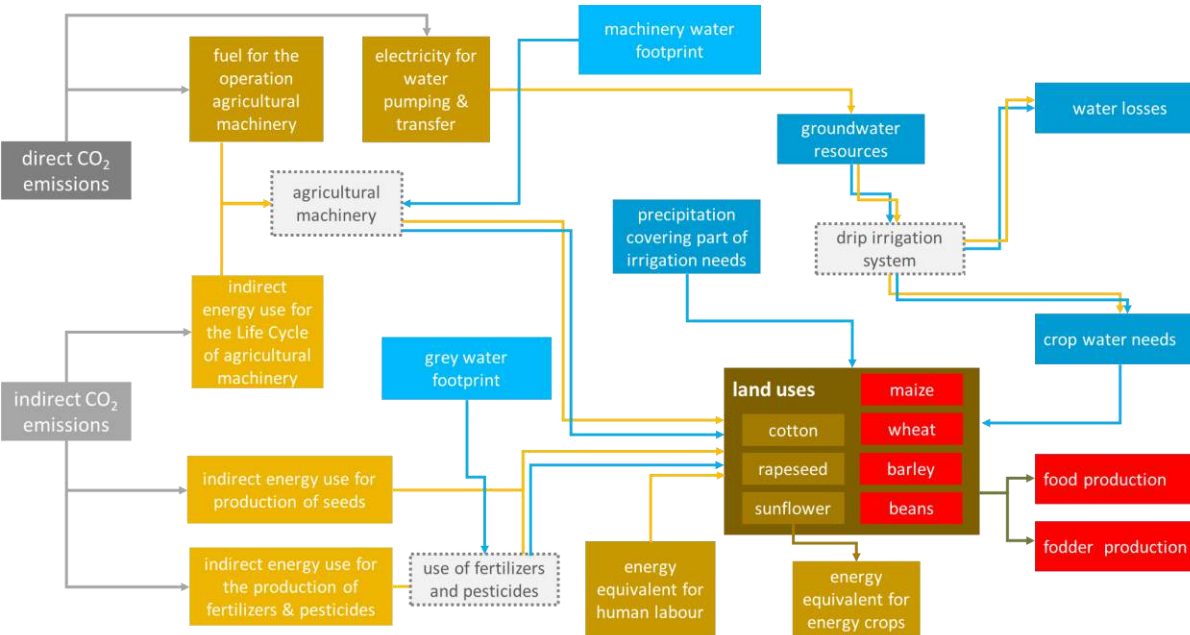 machinery water
footprint
fuel for the
operation
agricultural
machinery
electricity for
water
pumping &
transfer
water losses
groundwater
resources
direct CO₂
emissions
agricultural
machinery
precipitation
covering part of
irrigation needs
drip irrigation
system
indirect
energy use for
the Life Cycle
of agricultural
machinery
grey water
footprint
crop water needs
indirect CO₂
emissions
land uses
maize
cotton
wheat
rapeseed
barley
sunflower
beans
food production
fodder production
indirect energy use for
production of seeds
indirect energy use for
the production of
fertilizers & pesticides
use of fertilizers
and pesticides
energy
equivalent for
human labour
energy
equivalent for
energy crops